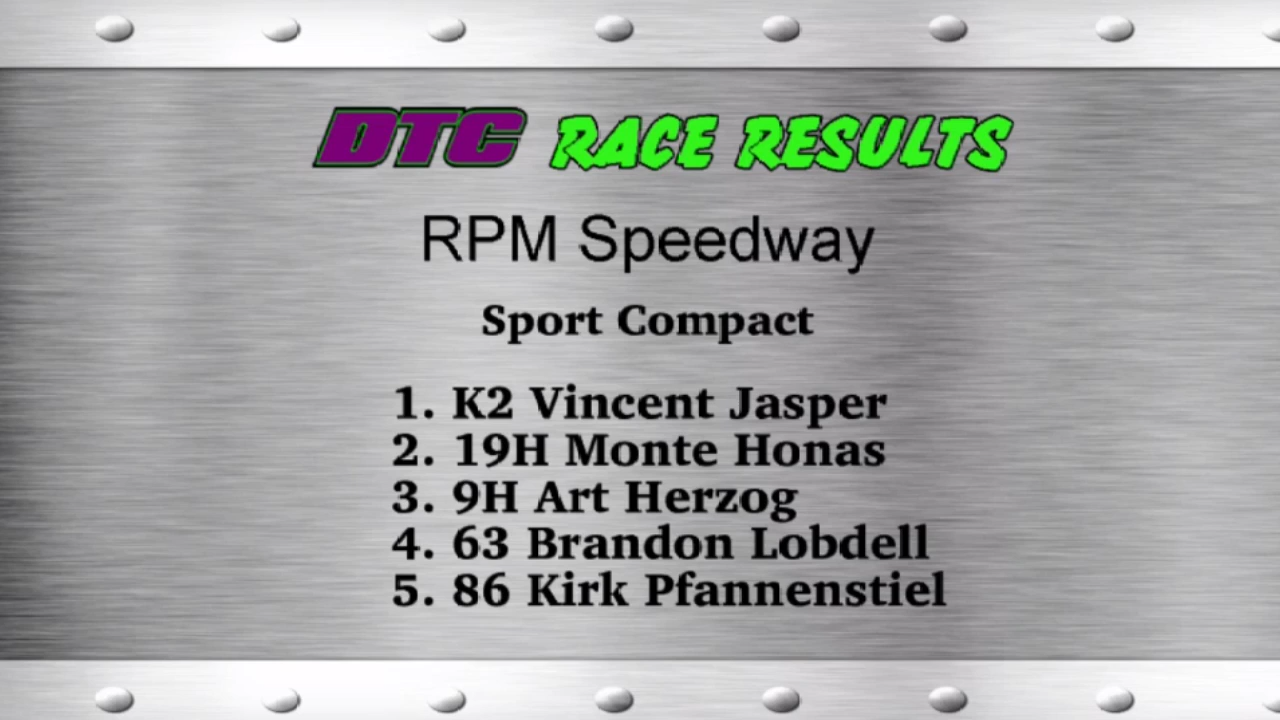 DTC RACE RESULTS
RPM Speedway
Sport Compact
1. K2 Vincent Jasper
2. 19H Monte Honas
3. 9H Art Herzog
4. 63 Brandon Lobdell
5. 86 Kirk Pfannenstiel